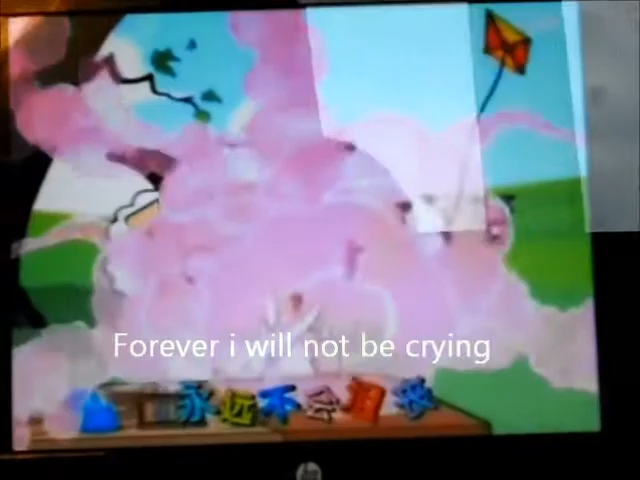 Forever i will not be crying
永远不会